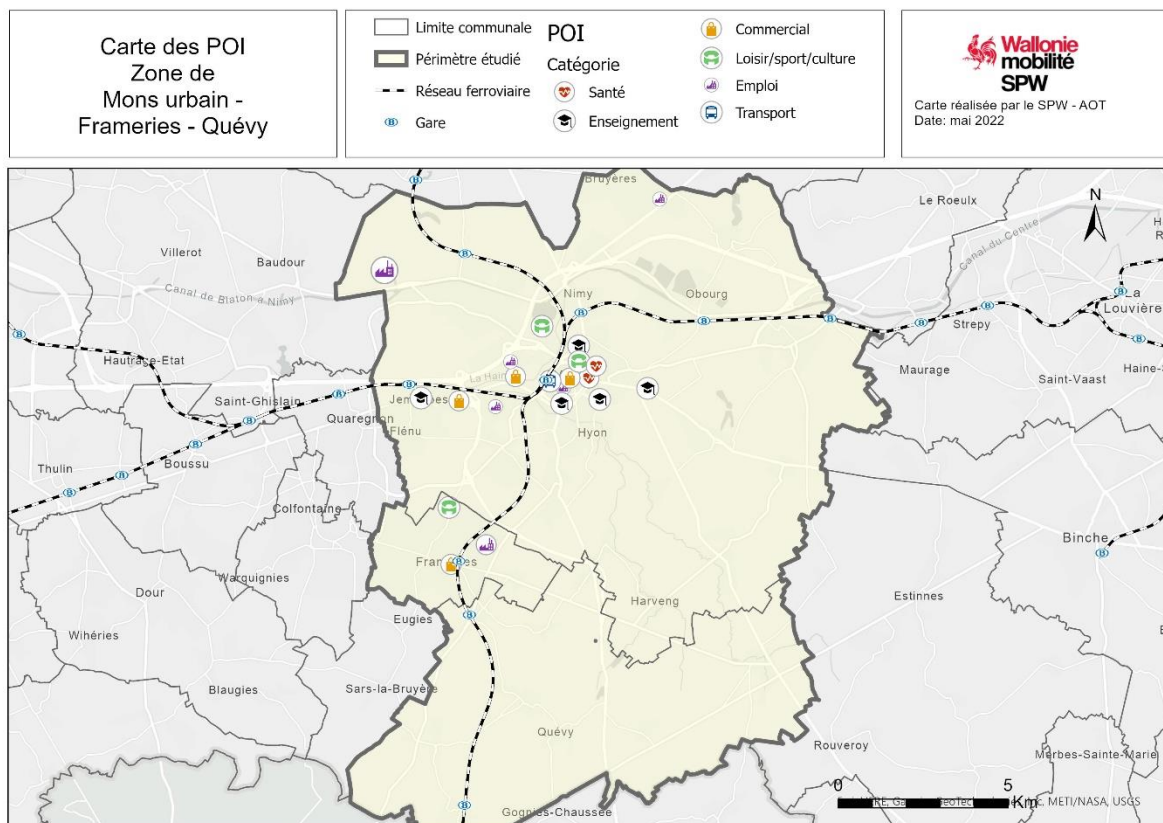 Carte des POI
Zone de
Mons urbain -
Frameries - Quévy
Limite communale
Périmètre étudié
Réseau ferroviaire
Gare
POI
Catégorie
Santé
Enseignement
Commercial
Loisir/sport/culture
Emploi
Transport
Wallonie
mobilité
SPW
Carte réalisée par le SPW - AOT
Date: mai 2022
Bruyères
Le Roeulx
N
Villerot
Baudour
Canal du Centre
Canal de Blaton à Nimy
Nimy
Obourg
La
Louvière
Strepy
Hautrage-Etat
Maurage
Saint-Vaast
Haine-S
La Hain
Saint-Ghislain
Quaregnon
Flénu
Hyon
Thulin
Boussu
Colfontaine
Binche
Warquignies
Dour
Harveng
Estinnes
Eugies
Wihéries
Sars-la-Bruyère
Blaugies
Quévy
Rouveroy
Merbes-Sainte-Marie
0
5
Km
Gognies-Chaussée
METI/NASA, USGS